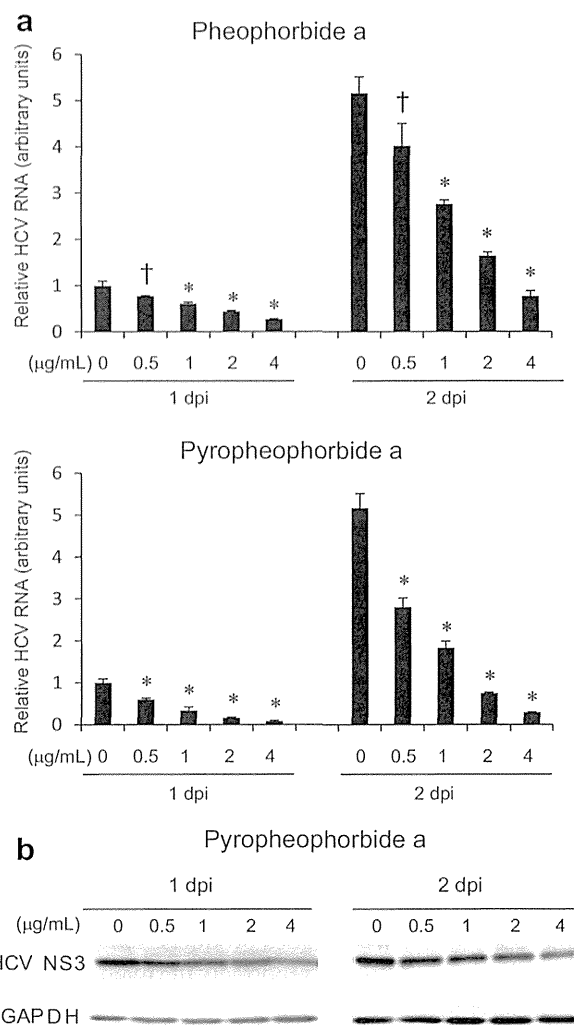 a
Pheophorbide a
Relative HCV RNA (arbitrary units)
6
5
4
3
2
1
0
†
*
*
*
†
*
*
*
(µg/mL) 0 0.5 1 2 4 0 0.5 1 2 4
1 dpi 2 dpi
Pyropheophorbide a
Relative HCV RNA (arbitrary units)
6
5
4
3
2
1
0
*
*
*
*
*
*
*
*
(µg/mL) 0 0.5 1 2 4 0 0.5 1 2 4
1 dpi 2 dpi
b
Pyropheophorbide a
1 dpi 2 dpi
(µg/mL) 0 0.5 1 2 4 0 0.5 1 2 4
HCV NS3
GAPDH